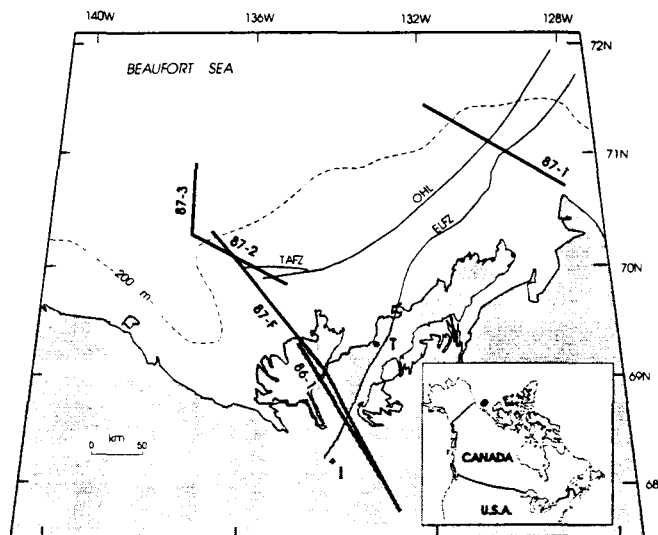 140W 136W 132W 128W
72N
BEAUFORT SEA
71N
87-1
87-3
OHL
ELFZ
87-2
TAFZ
70N
200 m.
87-F
T
86-1
69N
0 km 50
I
CANADA
U.S.A.
68